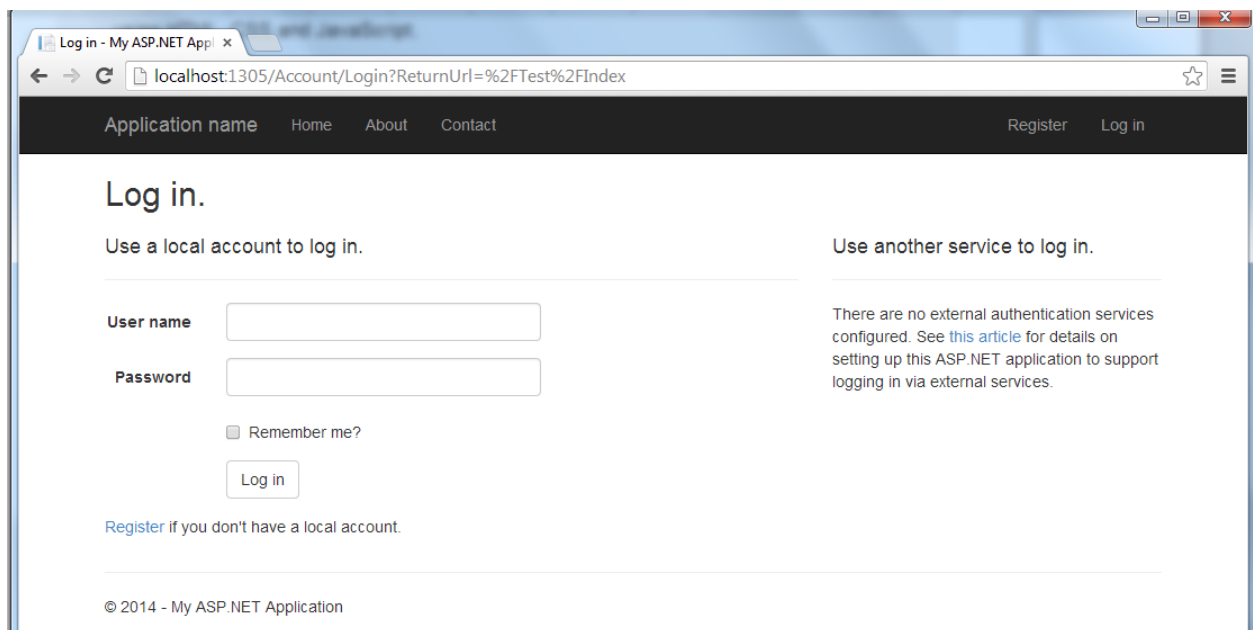 and JavaScript.
Log in - My ASP.NET Appl
localhost:1305/Account/Login?ReturnUrl=%2FTest%2FIndex
Application name Home About Contact Register Log in
Log in.
Use a local account to log in.
User name
Password
Remember me?
Log in
Register if you don't have a local account.
Use another service to log in.
There are no external authentication services
configured. See this article for details on
setting up this ASP.NET application to support
logging in via external services.
© 2014 - My ASP.NET Application